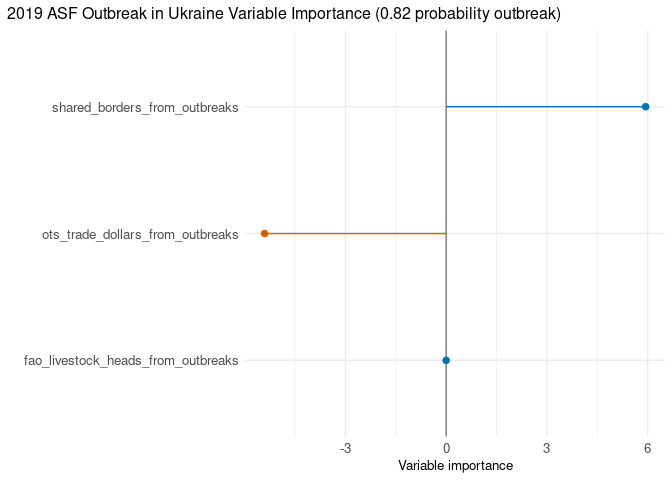 2019 ASF Outbreak in Ukraine Variable Importance (0.82 probability outbreak)
shared_borders_from_outbreaks
ots_trade_dollars_from_outbreaks
fao_livestock_heads_from_outbreaks
-3 0 3 6
Variable importance